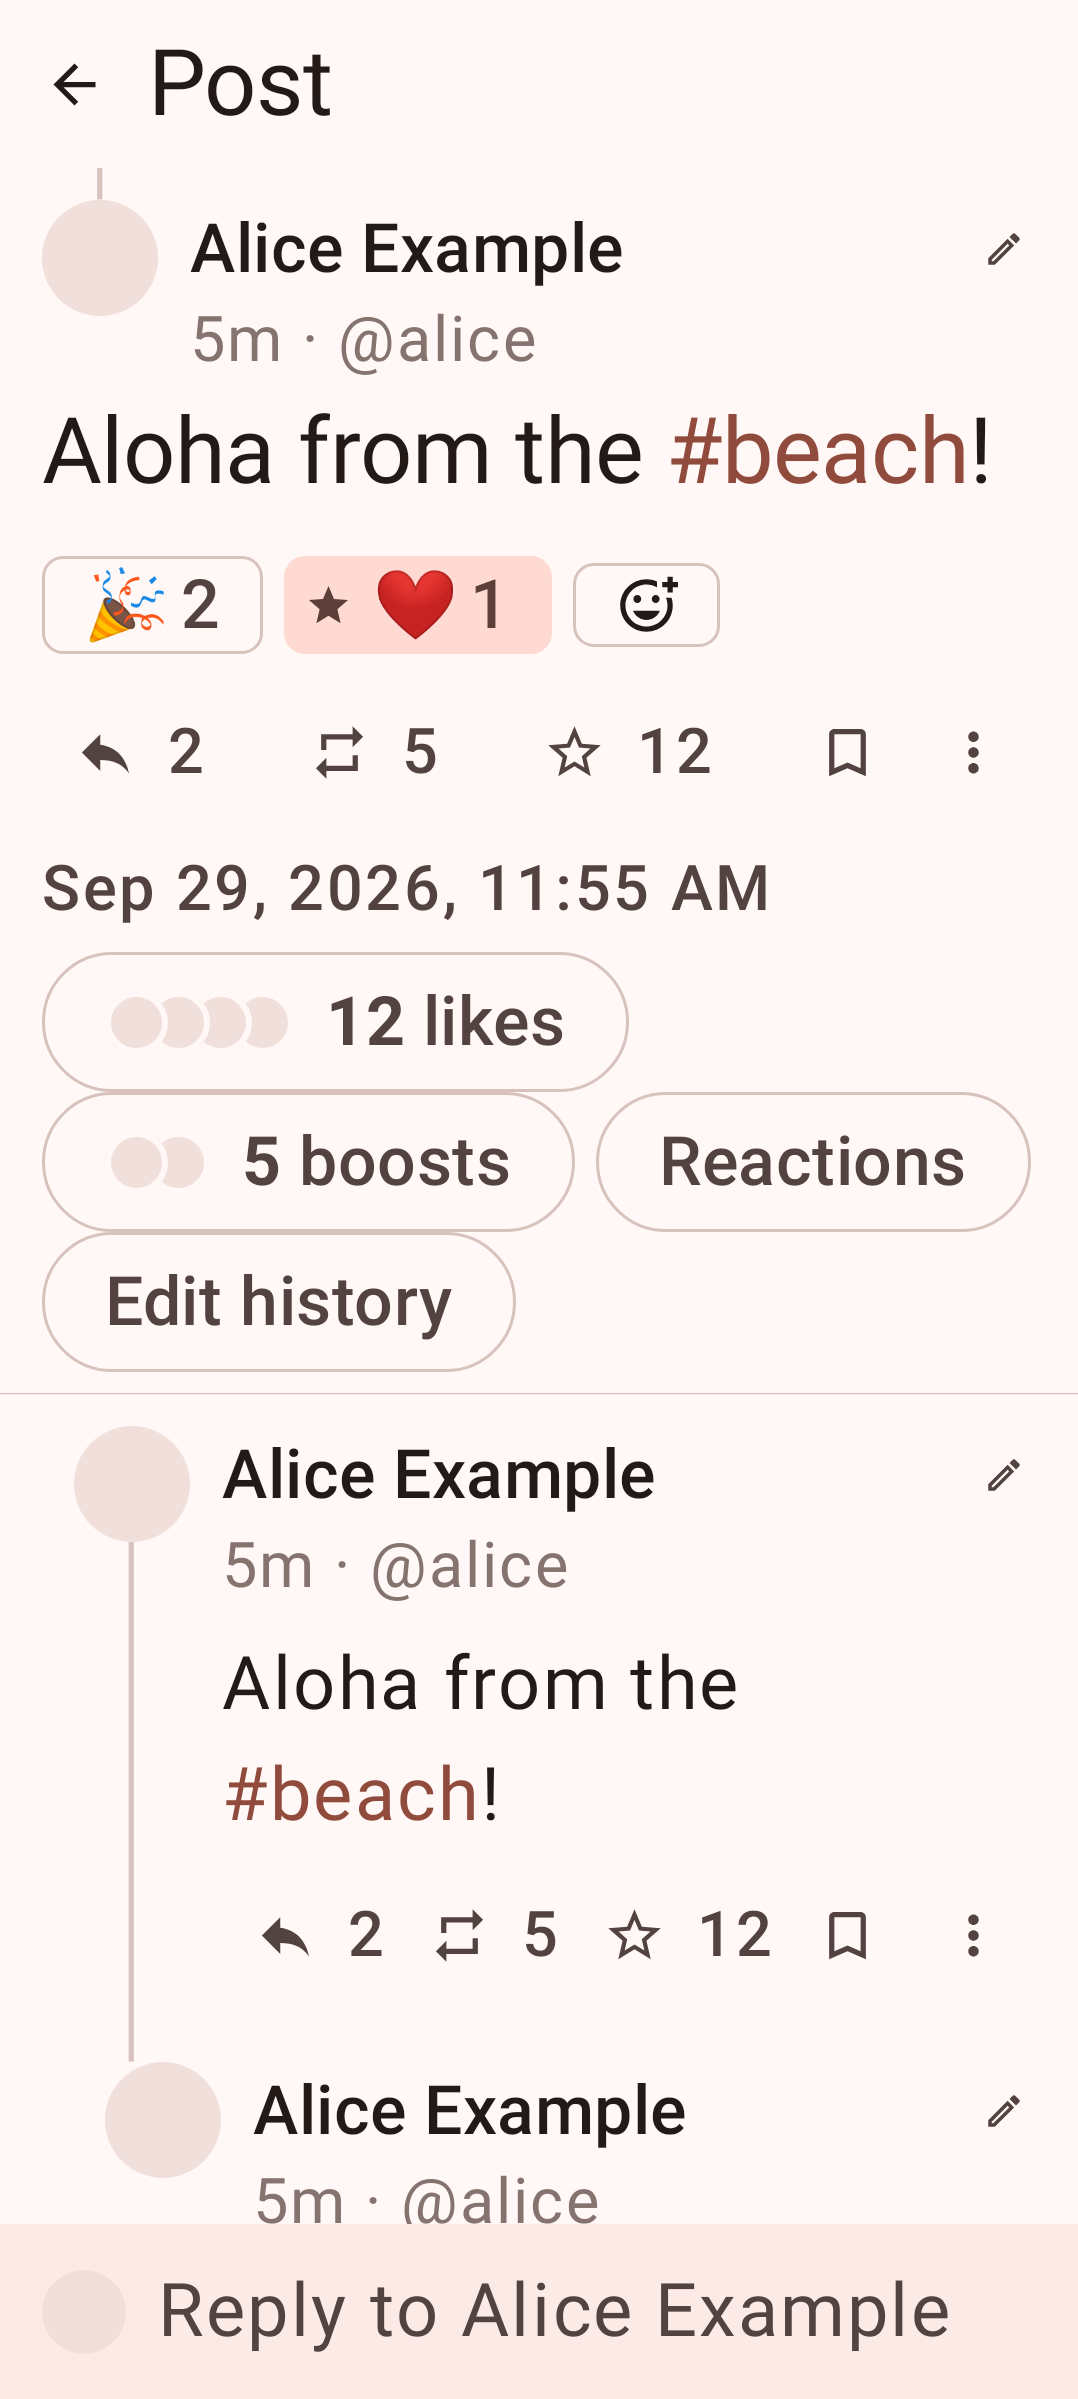 Post
Alice Example
5m · @alice
Aloha from the #beach!
🎉 2 ❤️ 1
2 5 12
Sep 29, 2026, 11:55 AM
12 likes
5 boosts Reactions
Edit history
Alice Example
5m · @alice
Aloha from the
#beach!
2 5 12
Alice Example
5m · @alice
Reply to Alice Example